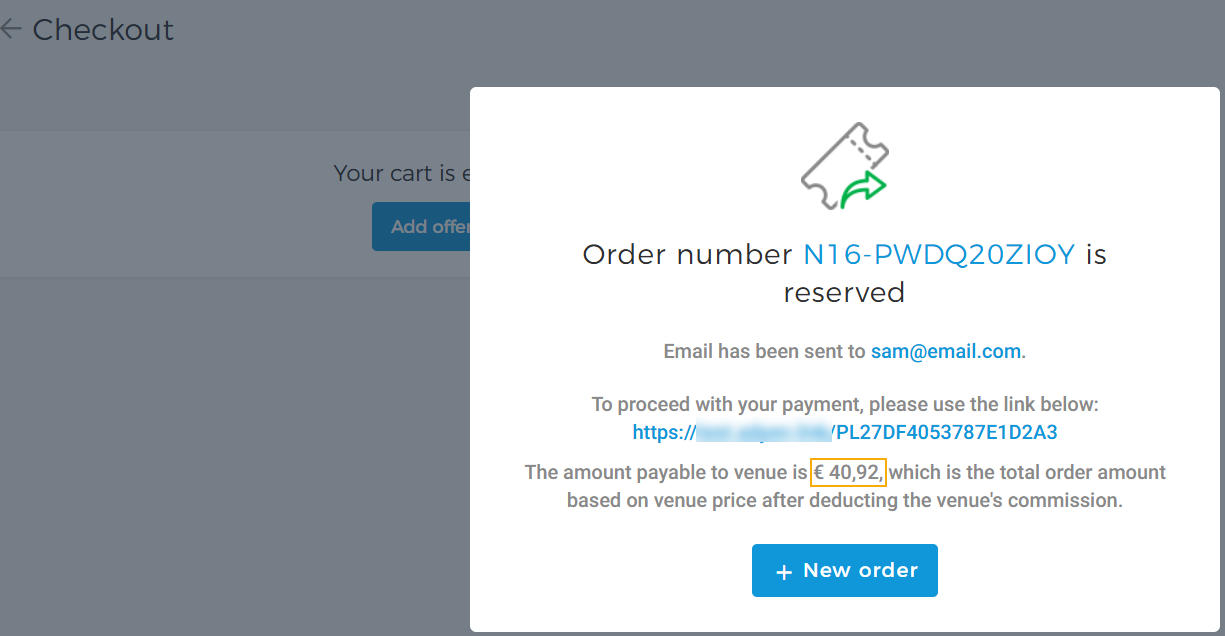 Checkout
Your cart is
Add offer
Order number N16-PWDQ20ZIOY is
reserved
Email has been sent to sam@email.com.
To proceed with your payment, please use the link below:
https:// /PL27DF4053787E1D2A3
The amount payable to venue is € 40,92, which is the total order amount
based on venue price after deducting the venue's commission.
+ New order